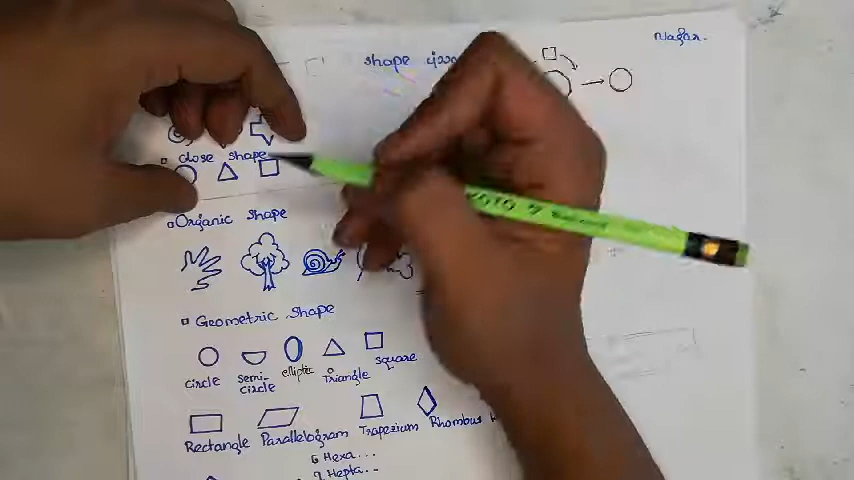 shape
Nagar.
close shape
Organic shape
Geometric shape
circle
semi-circle
elliptic
Triangle
square
Rectangle
Parallelogram
Trapezium
Rhombus
6 Hexa...
7 Hepta...